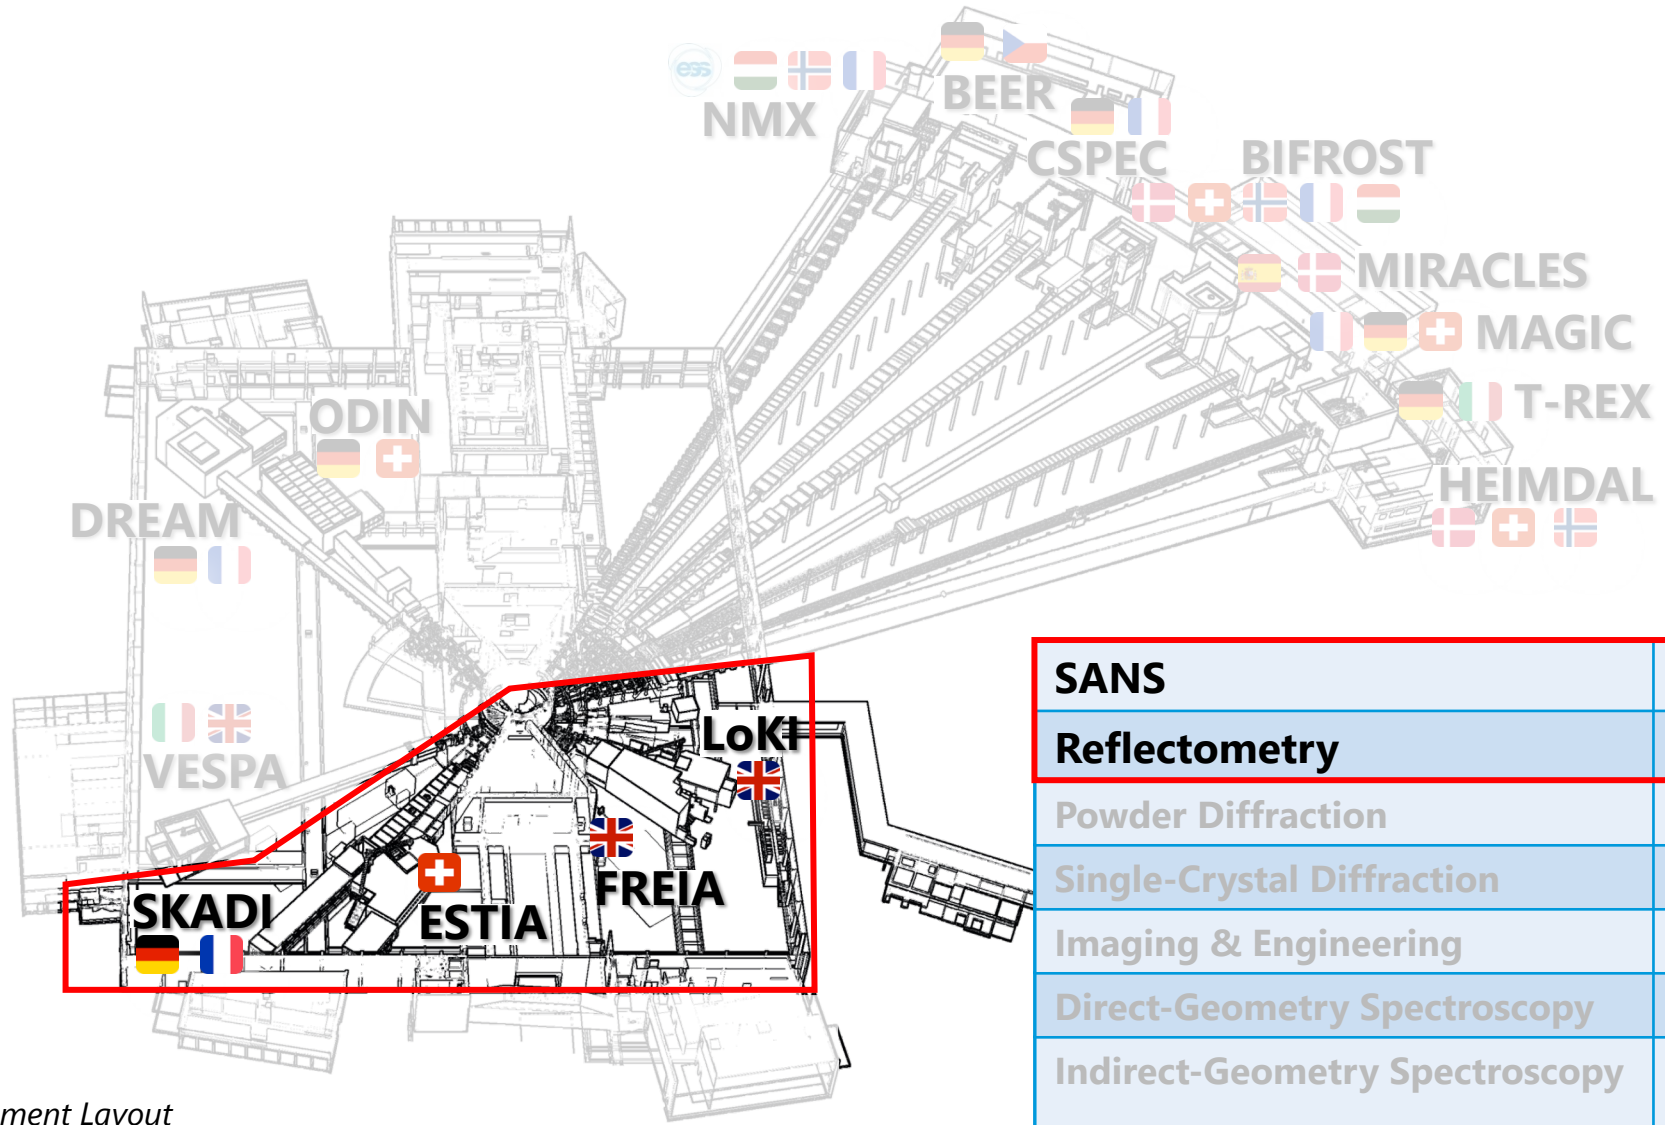 ess
NMX
BEER
CSPEC
BIFROST
MIRACLES
MAGIC
T-REX
HEIMDAL
ODIN
DREAM
VESPA
LoKI
FREIA
ESTIA
SKADI
SANS
Reflectometry
Powder Diffraction
Single-Crystal Diffraction
Imaging & Engineering
Direct-Geometry Spectroscopy
Indirect-Geometry Spectroscopy
ment Layout